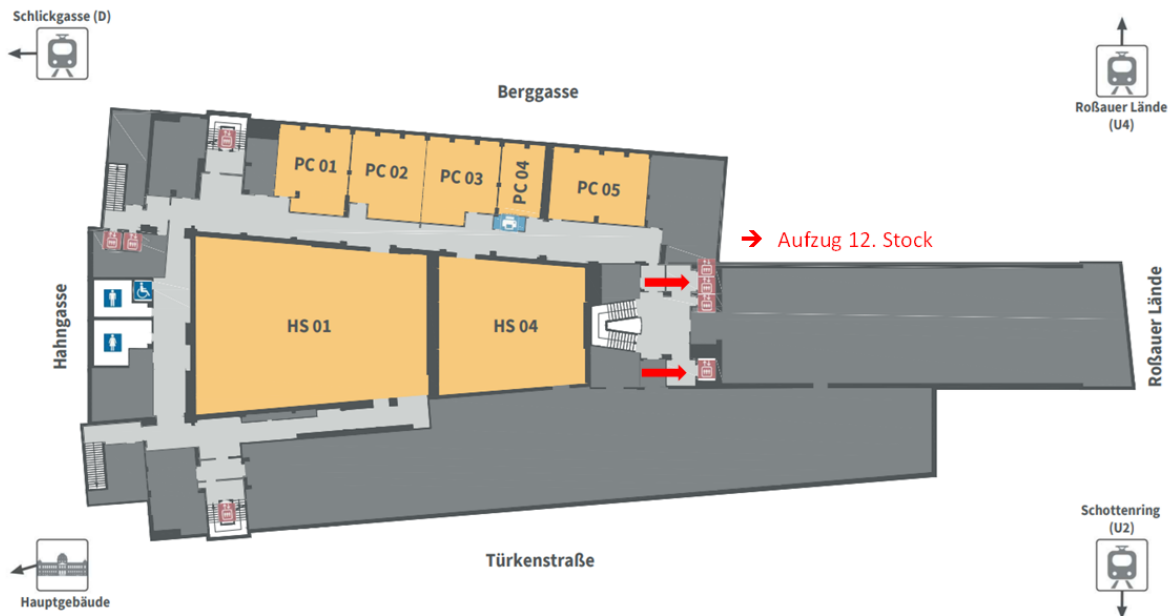 Schlickgasse (D)
Berggasse
Roßauer Lände
(U4)
PC 01
PC 02
PC 03
PC 04
PC 05
→ Aufzug 12. Stock
Hahngasse
HS 01
HS 04
Roßauer Lände
Schottenring
(U2)
Türkenstraße
Hauptgebäude